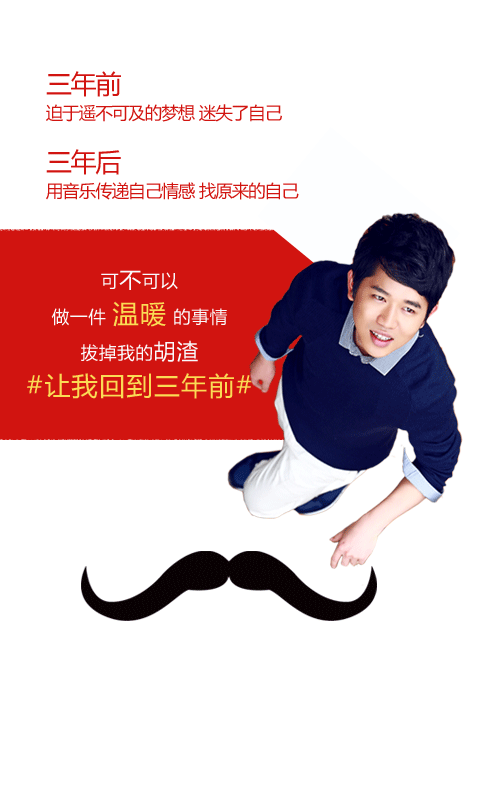 三年前
迫于遥不可及的梦想 迷失了自己
三年后
用音乐传递自己情感 找原来的自己
可不可以
做一件 温暖 的事情
拔掉我的胡渣
#让我回到三年前#